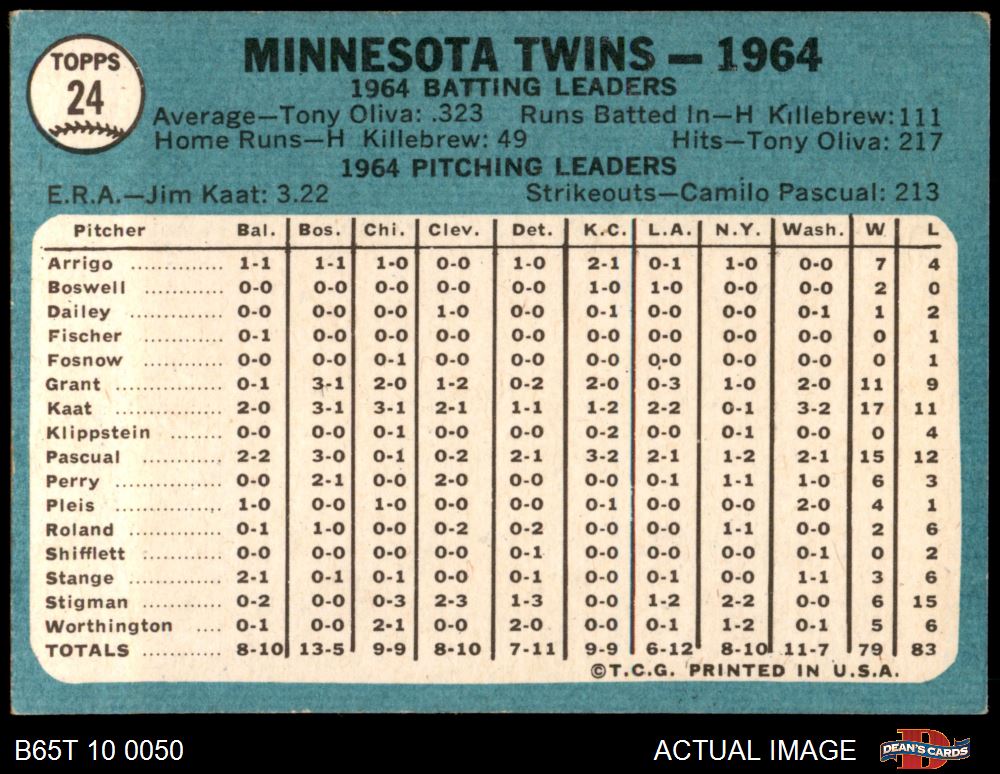 TOPPS
24
MINNESOTA TWINS — 1964
1964 BATTING LEADERS
Average—Tony Oliva: .323 Runs Batted In—H Killebrew: 111
Home Runs—H Killebrew: 49 Hits—Tony Oliva: 217
1964 PITCHING LEADERS
E.R.A.—Jim Kaat: 3.22 Strikeouts—Camilo Pascual: 213
Pitcher Bal. Bos. Chi. Clev. Det. K.C. L.A. N.Y. Wash. W L
Arrigo ............. 1-1 1-1 1-0 0-0 1-0 2-1 0-1 1-0 0-0 7 4
Boswell ........... 0-0 0-0 0-0 0-0 0-0 1-0 1-0 0-0 0-0 2 0
Dailey ............. 0-0 0-0 0-0 1-0 0-0 0-1 0-0 0-0 0-1 1 2
Fischer ........... 0-1 0-0 0-0 0-0 0-0 0-0 0-0 0-0 0-0 0 1
Fosnow ........... 0-0 0-0 0-1 0-0 0-0 0-0 0-0 0-0 0-0 0 1
Grant ............. 0-1 3-1 2-0 1-2 0-2 2-0 0-3 1-0 2-0 11 9
Kaat ............. 2-0 3-1 3-1 2-1 1-1 1-2 2-2 0-1 3-2 17 11
Klippstein ........ 0-0 0-0 0-1 0-0 0-0 0-2 0-0 0-1 0-0 0 4
Pascual ........... 2-2 3-0 0-1 0-2 2-1 3-2 2-1 1-2 2-1 15 12
Perry ............. 0-0 2-1 0-0 2-0 0-0 0-0 0-1 1-1 1-0 6 3
Pleis ............. 1-0 0-0 1-0 0-0 0-0 0-1 0-0 0-0 2-0 4 1
Roland ............ 0-1 1-0 0-0 0-2 0-2 0-0 0-0 1-1 0-0 2 6
Shifflett .......... 0-0 0-0 0-0 0-0 0-1 0-0 0-0 0-0 0-1 0 2
Stange ............ 2-1 0-1 0-1 0-0 0-1 0-0 0-1 0-0 1-1 3 6
Stigman ........... 0-2 0-0 0-3 2-3 1-3 0-0 1-2 2-2 0-0 6 15
Worthington .... 0-1 0-0 2-1 0-0 2-0 0-0 0-1 1-2 0-1 5 6
TOTALS ............ 8-10 13-5 9-9 8-10 7-11 9-9 6-12 8-10 11-7 79 83
©T.C.G. PRINTED IN U.S.A.
B65T 10 0050 ACTUAL IMAGE DEAN'S CARDS